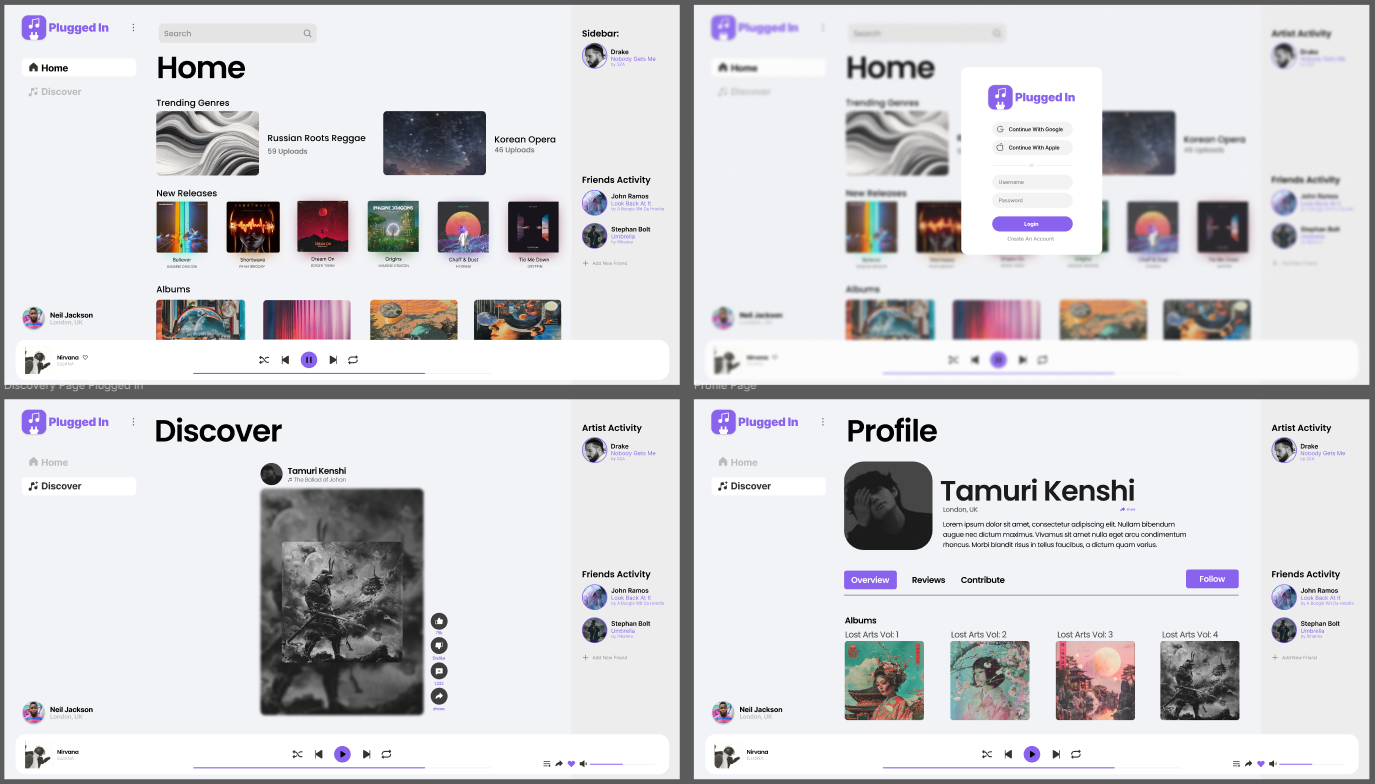 Plugged In
Search
Home
Discover
Home
Trending Genres
Russian Roots Reggae
59 Uploads
Korean Opera
46 Uploads
New Releases
IMAGINE DRAGONS
Believer
IMAGINE DRAGON
Shortwave
RYAN BROOHY
Dream On
ROGER TERRY
Origins
IMAGINE DRAGON
Chaff & Dust
HYONNA
Tie Me Down
GRYFFIN
Albums
Neil Jackson
London, UK
Nirvana
Sidebar:
Drake
Nobody Gets Me
by SZA
Friends Activity
John Ramos
Look Back At It
by A Boogie Wit Da Hoodie
Stephan Bolt
Umbrella
by Rihanna
Add New Friend
Plugged In
Home
Discover
Search
Home
Trending Genres
Korean Opera
46 Uploads
New Releases
Albums
Neil Jackson
London, UK
Nirvana
Artist Activity
Drake
Nobody Gets Me
Friends Activity
John Ramos
Look Back At It
Stephan Bolt
Umbrella
Add New Friend
Plugged In
Continue With Google
Continue With Apple
or
Username
Password
Login
Create An Account
Discovery Page Plugged In
Profile Page
Plugged In
Home
Discover
Discover
Tamuri Kenshi
The Ballad of Johan
Dislike
Share
Neil Jackson
London, UK
Nirvana
Artist Activity
Drake
Nobody Gets Me
by SZA
Friends Activity
John Ramos
Look Back At It
by A Boogie Wit Da Hoodie
Stephan Bolt
Umbrella
by Rihanna
Add New Friend
Plugged In
Home
Discover
Profile
Tamuri Kenshi
London, UK
Lorem ipsum dolor sit amet, consectetur adipiscing elit. Nullam bibendum
augue nec dictum maximus. Vivamus sit amet nulla eget arcu condimentum
rhoncus. Morbi blandit risus in tellus faucibus, a dictum quam varius.
Overview
Reviews
Contribute
Follow
Albums
Lost Arts Vol: 1
Lost Arts Vol: 2
Lost Arts Vol: 3
Lost Arts Vol: 4
Neil Jackson
London, UK
Nirvana
Artist Activity
Drake
Nobody Gets Me
by SZA
Friends Activity
John Ramos
Look Back At It
by A Boogie Wit Da Hoodie
Stephan Bolt
Umbrella
by Rihanna
Add New Friend